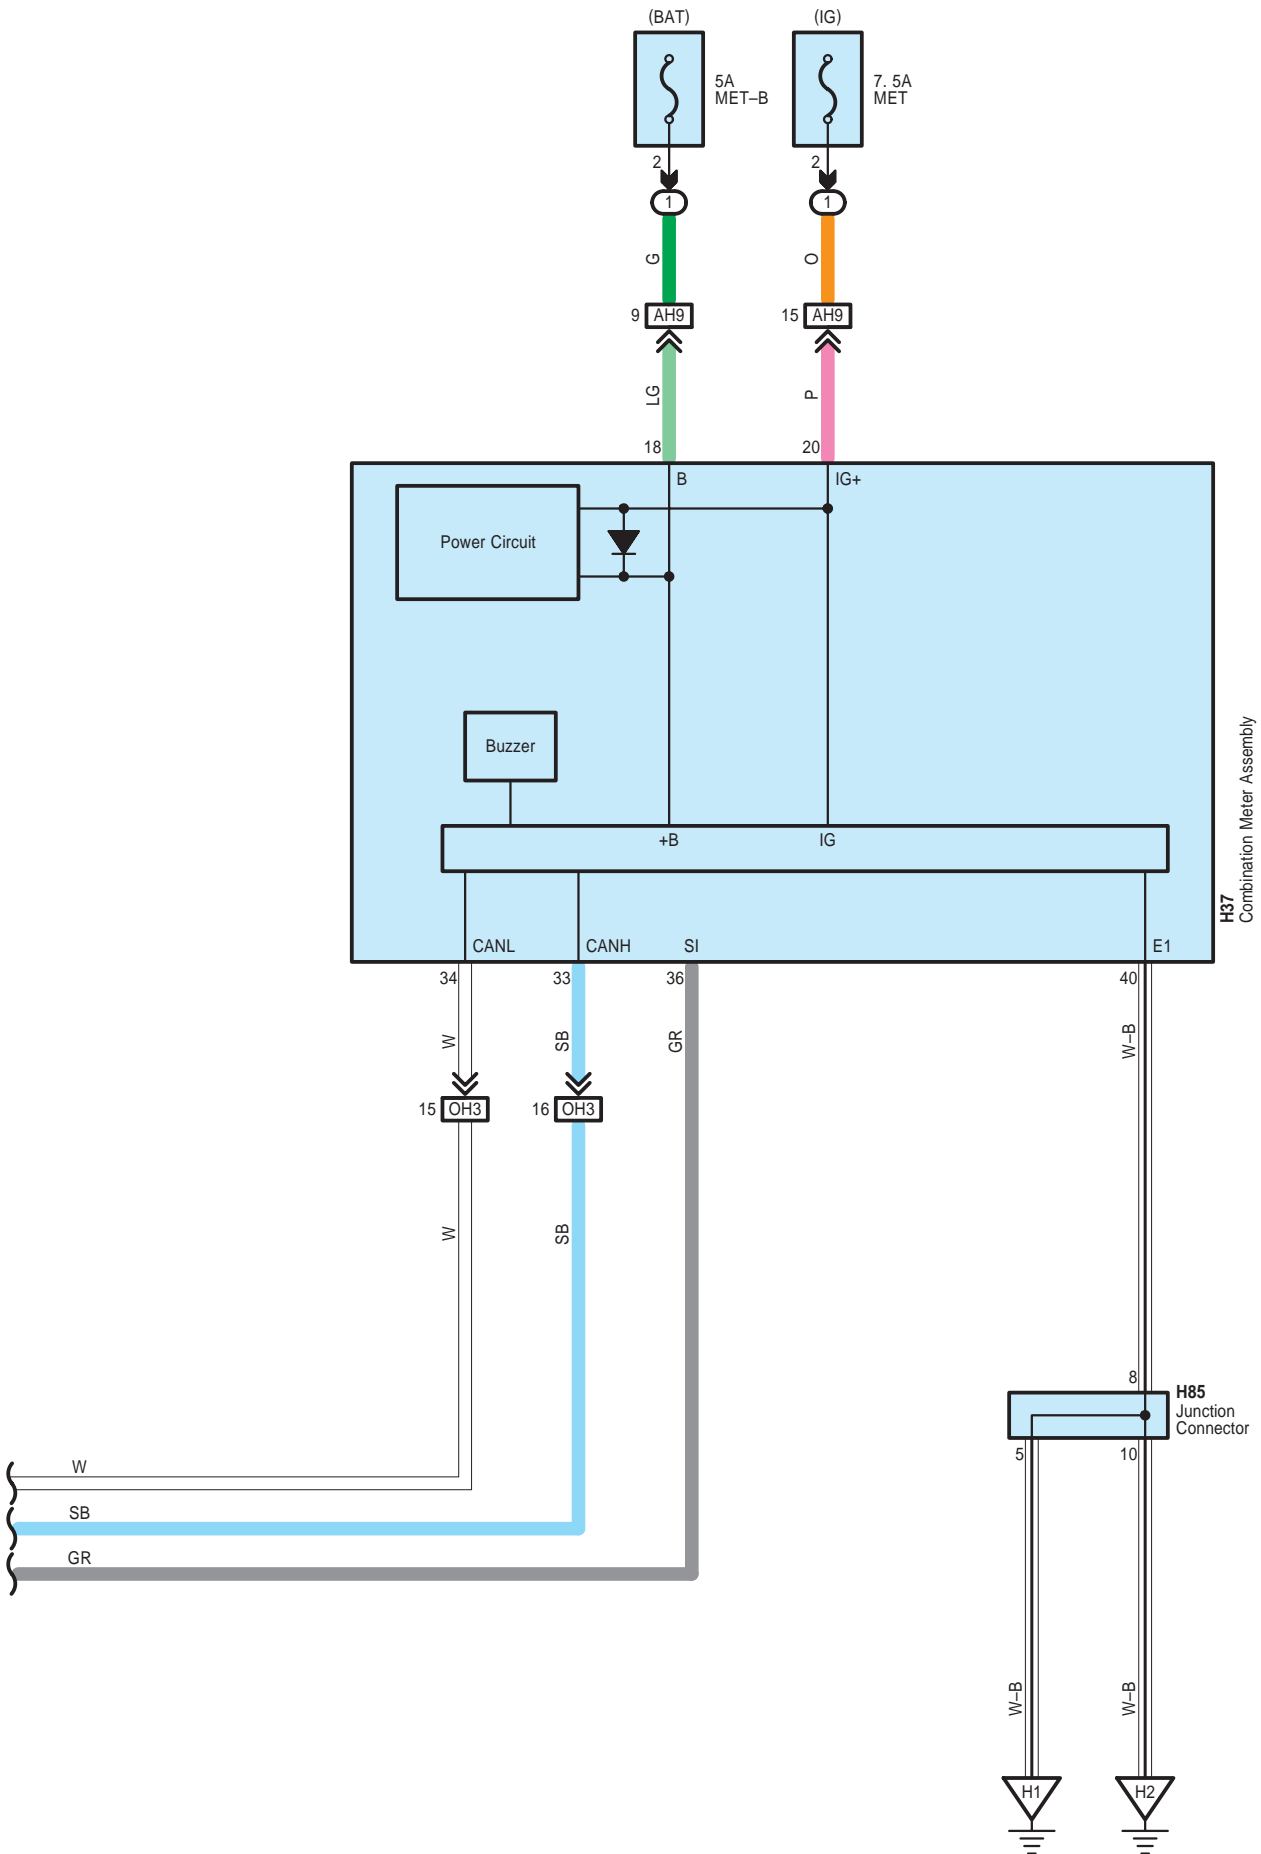 (BAT)
(IG)
5A
MET–B
7. 5A
MET
2
2
1
1
G
O
9 AH9
15 AH9
LG
P
18
20
B
IG+
Power Circuit
Buzzer
+B
IG
H37
Combination Meter Assembly
CANL
CANH
SI
E1
34
33
36
40
W
SB
GR
W–B
15 OH3
16 OH3
W
SB
8
H85
Junction
Connector
5
10
W
SB
GR
W–B
W–B
H1
H2